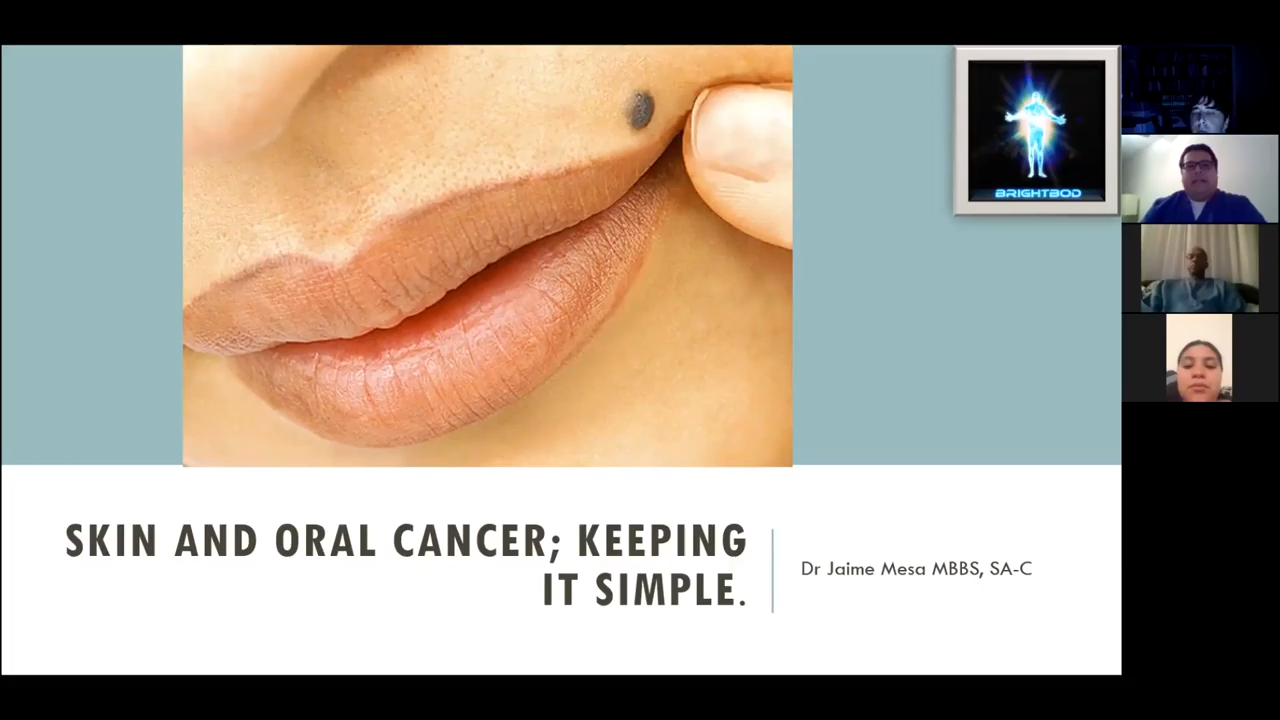 BRIGHTBOD
SKIN AND ORAL CANCER; KEEPING
IT SIMPLE.
Dr Jaime Mesa MBBS, SA-C